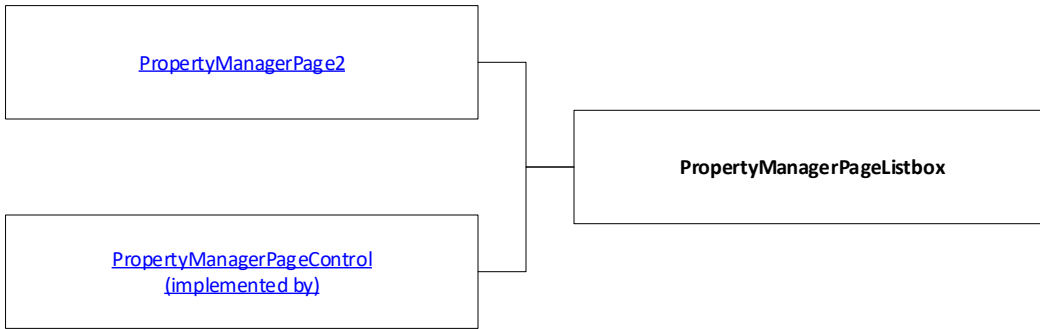 PropertyManagerPage2
PropertyManagerPageListbox
PropertyManagerPageControl
(implemented by)